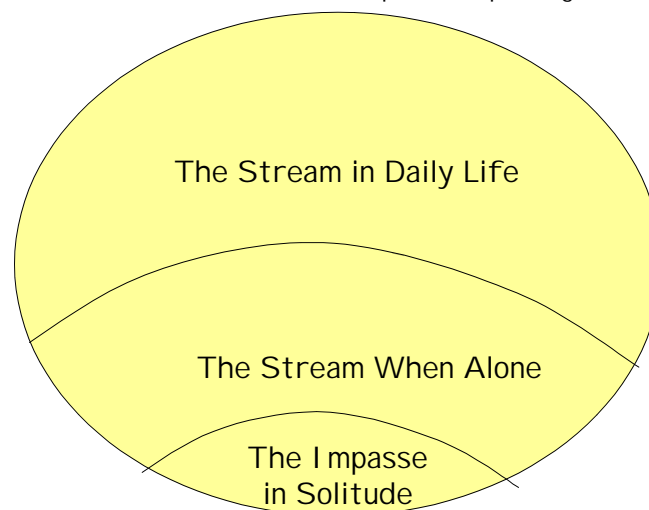 The Stream in Daily Life
The Stream When Alone
The Impasse
in Solitude